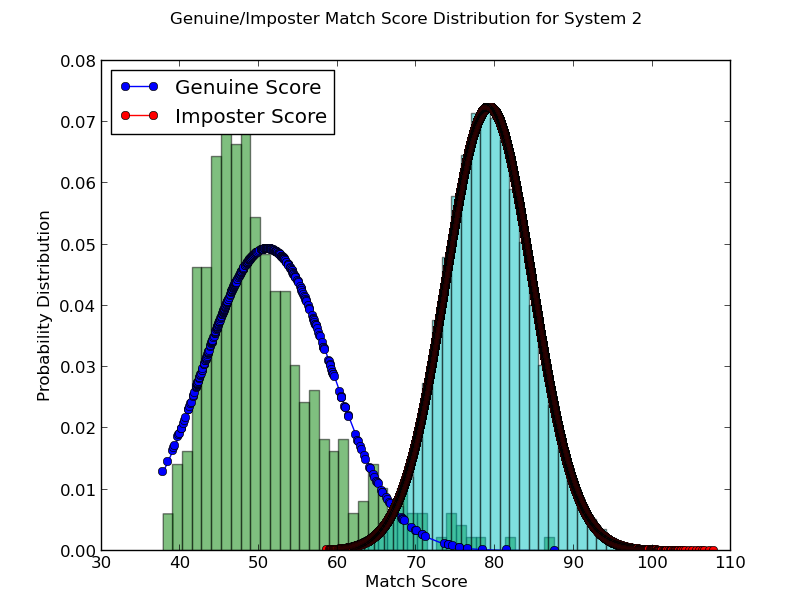 Genuine/Imposter Match Score Distribution for System 2
Genuine Score
Imposter Score
Probability Distribution
0.08
0.07
0.06
0.05
0.04
0.03
0.02
0.01
0.00
30 40 50 60 70 80 90 100 110
Match Score